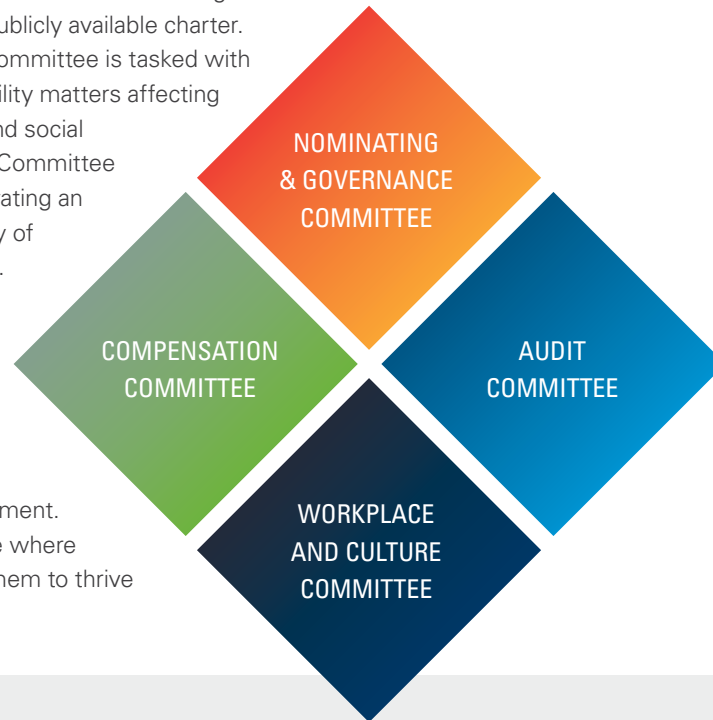 ublicly available charter.
ommittee is tasked with
ility matters affecting
nd social
Committee
rating an
y of
.
NOMINATING
& GOVERNANCE
COMMITTEE
COMPENSATION
COMMITTEE
AUDIT
COMMITTEE
WORKPLACE
AND CULTURE
COMMITTEE
ment.
e where
hem to thrive